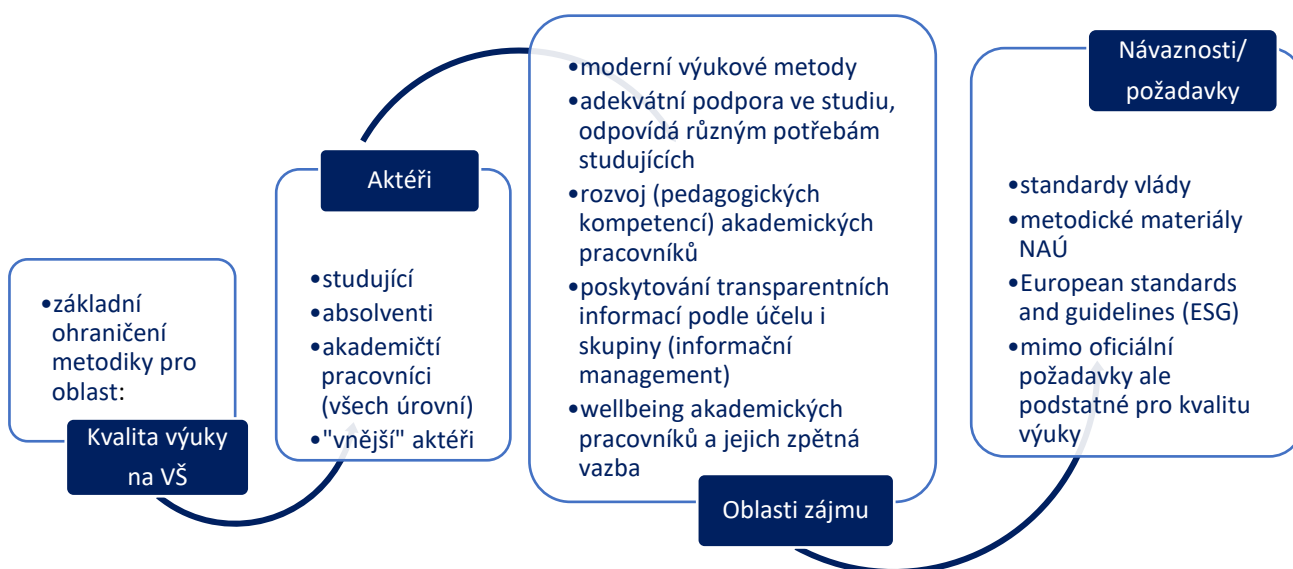 •základní
ohraničení
metodiky pro
oblast:
Kvalita výuky
na VŠ
Aktéři
•studující
•absolventi
•akademičtí
pracovníci
(všech úrovní)
•"vnější" aktéři
•moderní výukové metody
•adekvátní podpora ve studiu,
odpovídá různým potřebám
studujících
•rozvoj (pedagogických
kompetencí) akademických
pracovníků
•poskytování transparentních
informací podle účelu i
skupiny (informační
management)
•wellbeing akademických
pracovníků a jejich zpětná
vazba
Oblasti zájmu
Návaznosti/
požadavky
•standardy vlády
•metodické materiály
NAÚ
•European standards
and guidelines (ESG)
•mimo oficiální
požadavky ale
podstatné pro kvalitu
výuky